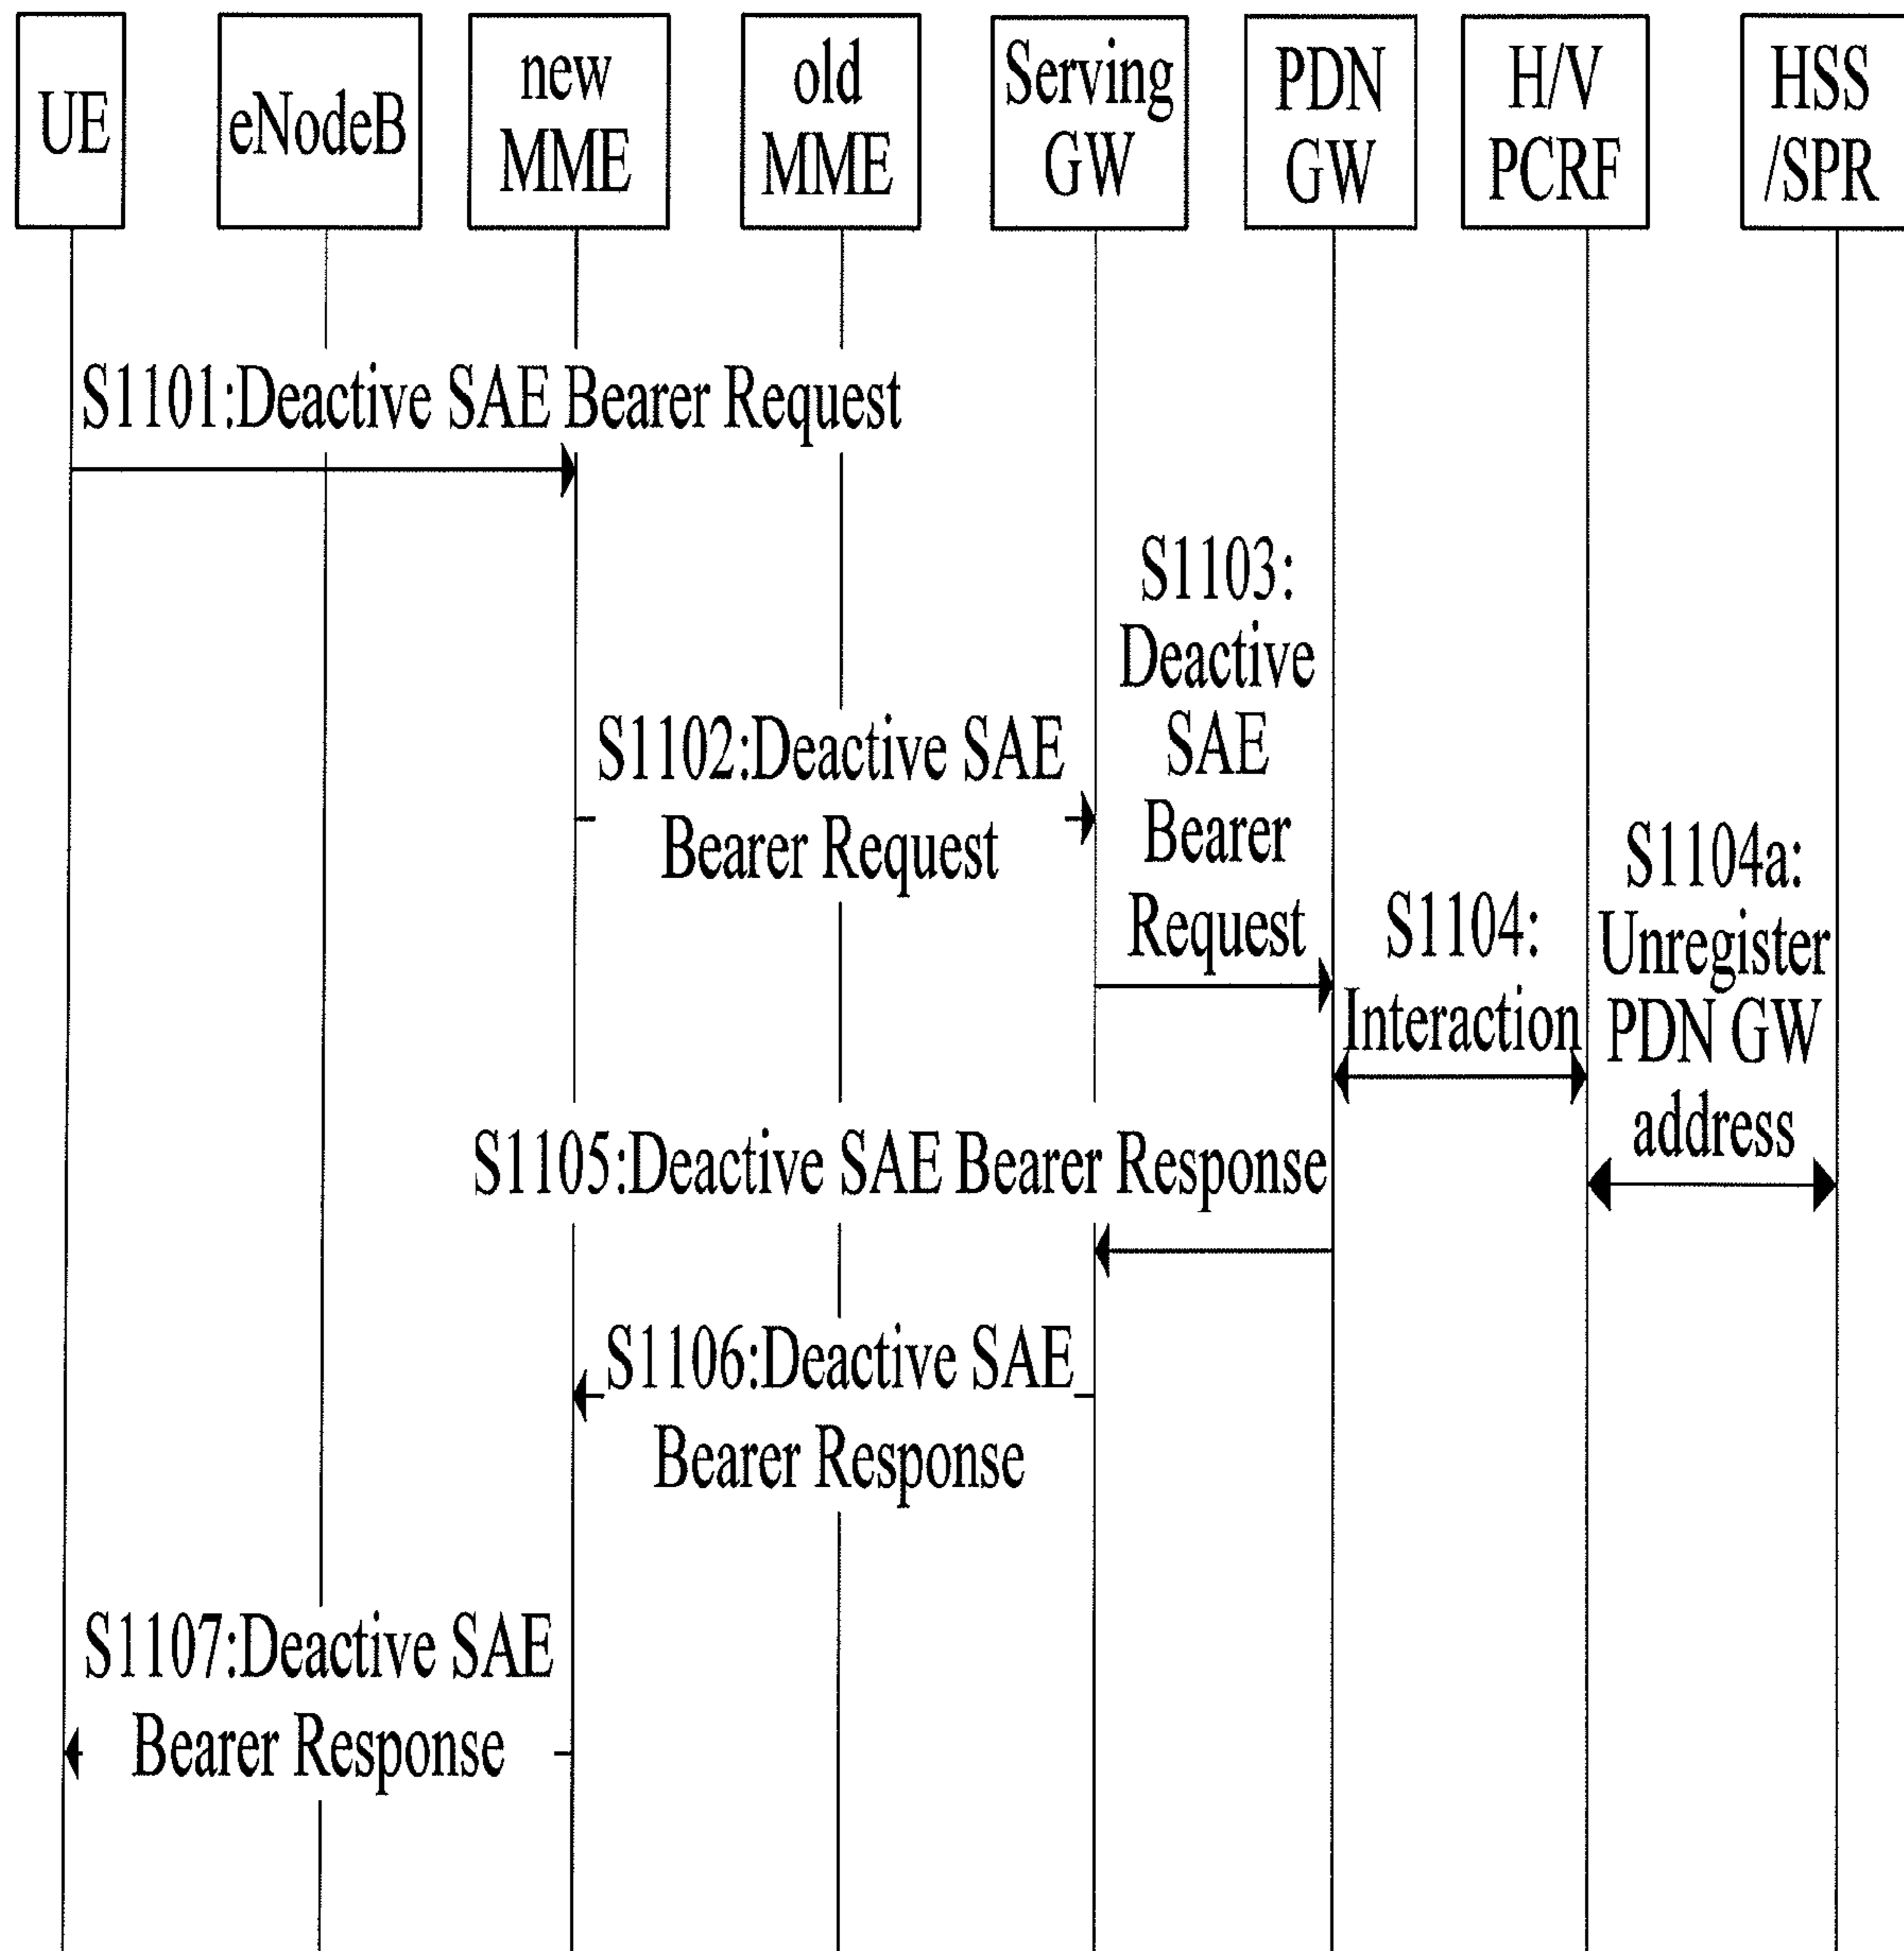 UE
eNodeB
new
MME
old
MME
Serving
GW
PDN
GW
H/V
PCRF
HSS
/SPR
S1101:Deactive SAE Bearer Request
S1102:Deactive SAE
Bearer Request
S1103:
Deactive
SAE
Bearer
Request
S1104:
Interaction
S1104a:
Unregister
PDN GW
address
S1105:Deactive SAE Bearer Response
S1106:Deactive SAE
Bearer Response
S1107:Deactive SAE
Bearer Response